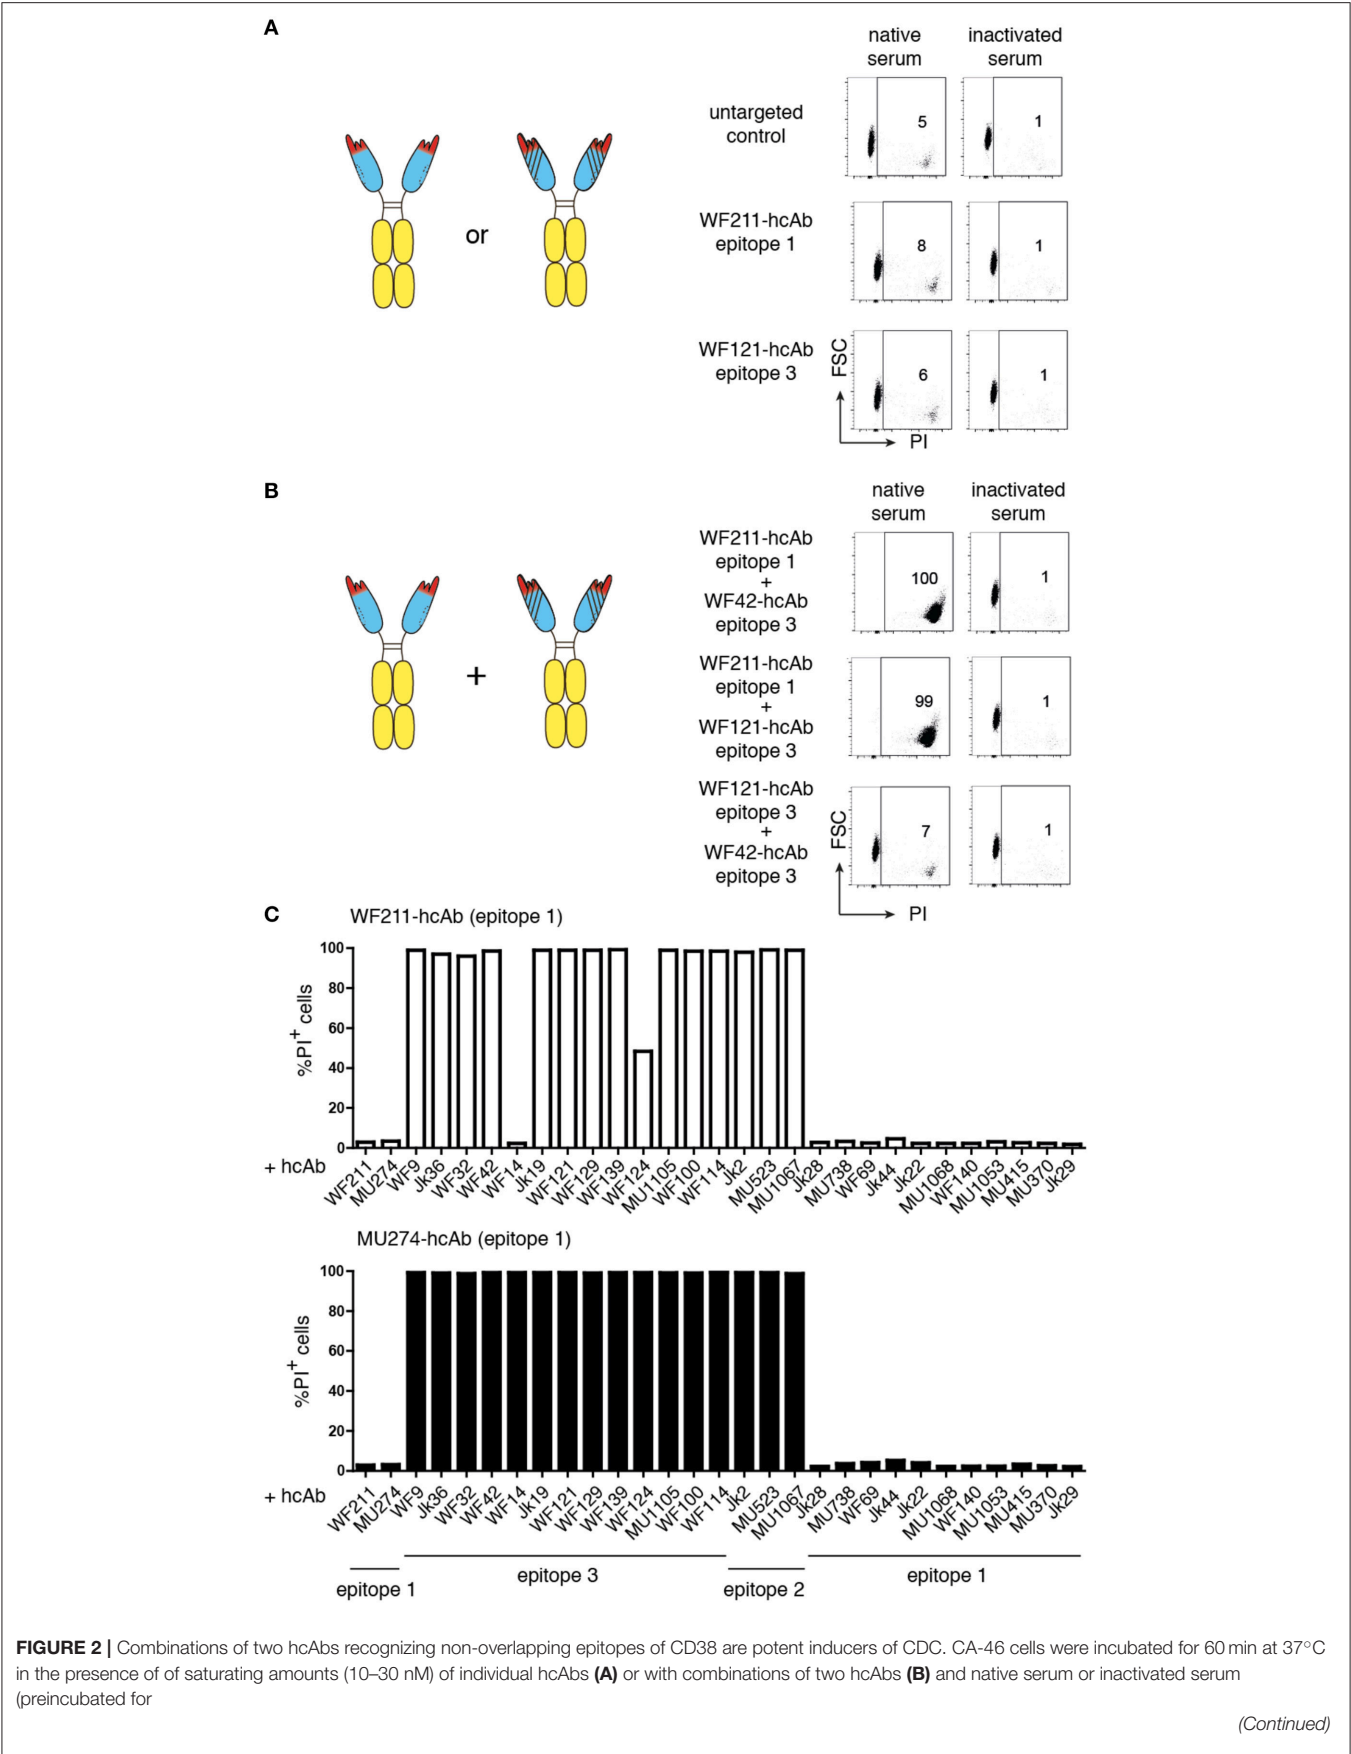 A
native
serum
inactivated
serum
untargeted
control
5
1
WF211-hcAb
epitope 1
8
1
or
WF121-hcAb
epitope 3
6
1
FSC
PI
B
native
serum
inactivated
serum
WF211-hcAb
epitope 1
+
WF42-hcAb
epitope 3
100
1
WF211-hcAb
epitope 1
+
WF121-hcAb
epitope 3
99
1
+
WF121-hcAb
epitope 3
+
WF42-hcAb
epitope 3
7
1
FSC
PI
C
WF211-hcAb (epitope 1)
%PI+ cells
100
80
60
40
20
0
+ hcAb
WF211
MU274
WF9
Jk36
WF32
WF42
WF14
Jk19
WF121
WF129
WF139
WF124
MU1105
WF100
WF114
Jk2
MU523
MU1067
Jk28
MU738
WF69
Jk44
Jk22
MU1068
WF140
MU1053
MU415
MU370
Jk29
MU274-hcAb (epitope 1)
%PI+ cells
100
80
60
40
20
0
+ hcAb
WF211
MU274
WF9
Jk36
WF32
WF42
WF14
Jk19
WF121
WF129
WF139
WF124
MU1105
WF100
WF114
Jk2
MU523
MU1067
Jk28
MU738
WF69
Jk44
Jk22
MU1068
WF140
MU1053
MU415
MU370
Jk29
epitope 1
epitope 3
epitope 2
epitope 1
FIGURE 2 | Combinations of two hcAbs recognizing non-overlapping epitopes of CD38 are potent inducers of CDC. CA-46 cells were incubated for 60 min at 37°C
in the presence of of saturating amounts (10–30 nM) of individual hcAbs (A) or with combinations of two hcAbs (B) and native serum or inactivated serum
(preincubated for
(Continued)